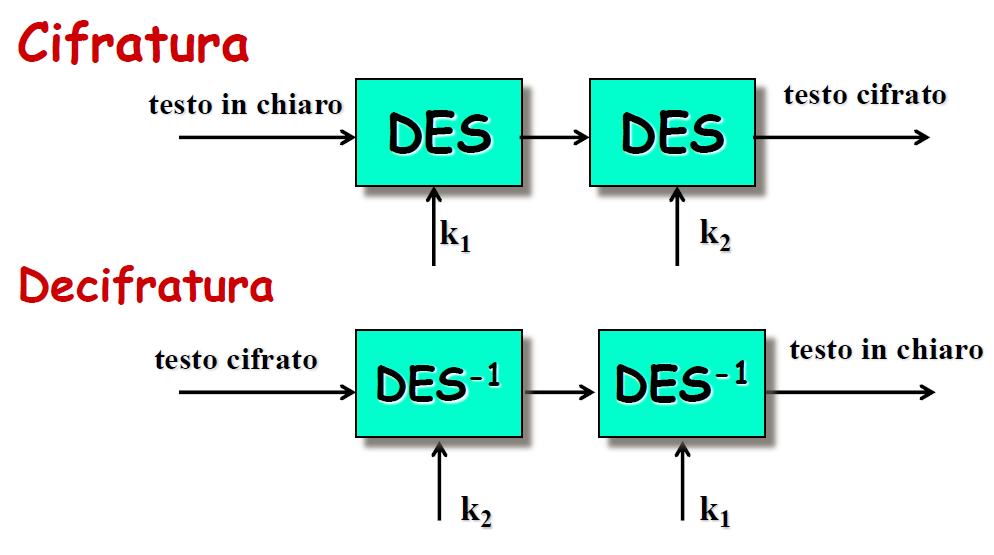 Cifratura
testo in chiaro
DES
DES
testo cifrato
k₁
k₂
Decifratura
testo cifrato
DES⁻¹
DES⁻¹
testo in chiaro
k₂
k₁